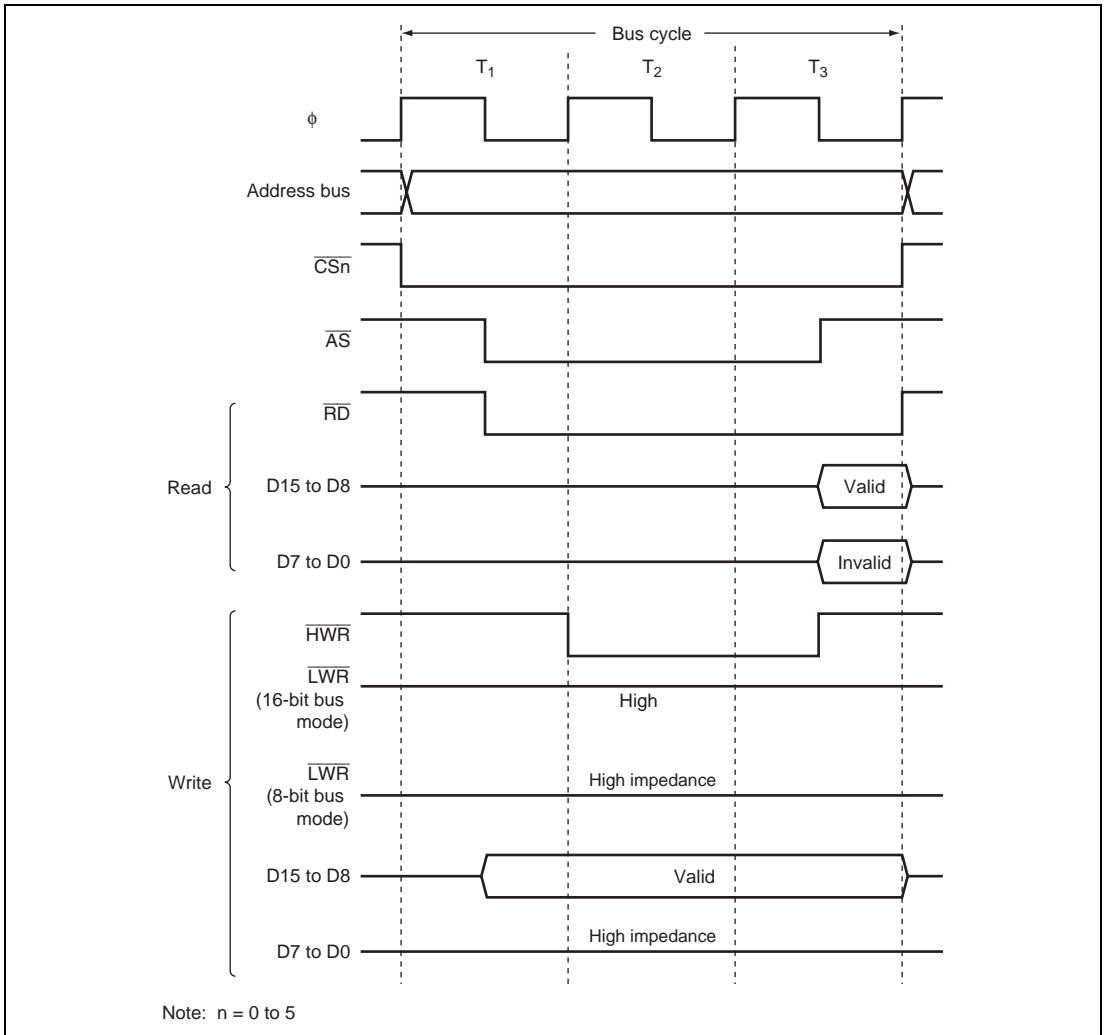 Bus cycle
T1 T2 T3
ϕ
Address bus
CSn
AS
RD
Read
D15 to D8
Valid
D7 to D0
Invalid
HWR
LWR
(16-bit bus
mode)
High
Write
LWR
(8-bit bus
mode)
High impedance
D15 to D8
Valid
D7 to D0
High impedance
Note: n = 0 to 5